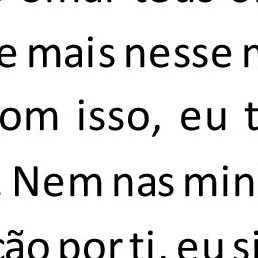 e mais nesse
om isso, eu
. Nem nas min
ção por ti, eu si